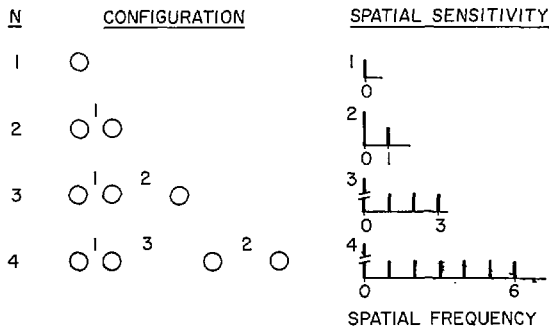 N CONFIGURATION SPATIAL SENSITIVITY
1 1
0
2 1 2
0 1
3 1 2 3
0 3
4 1 3 2 4
0 6
SPATIAL FREQUENCY